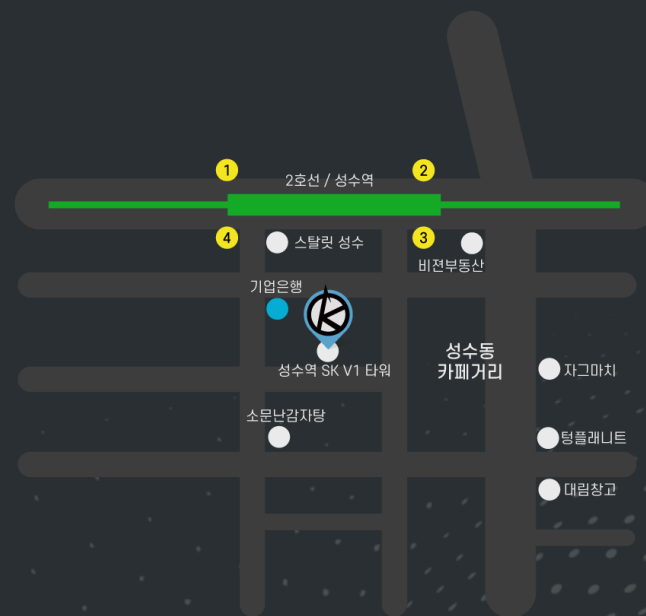 1
2
2호선 / 성수역
4
3
스탈릿 성수
비젼부동산
기업은행
성수역 SK V1 타워
성수동
카페거리
자그마치
소문난감자탕
텅플래니트
대림창고